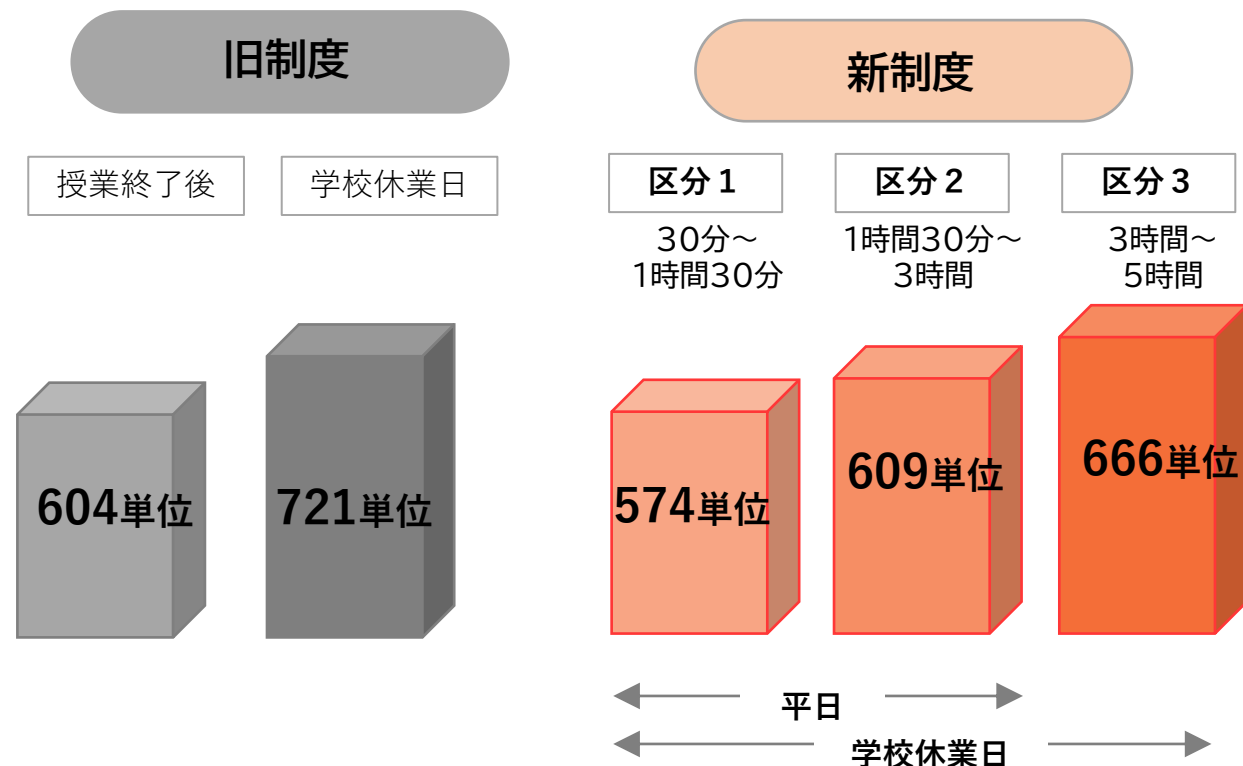 旧制度
新制度
授業終了後
学校休業日
区分1
区分2
区分3
30分～
1時間30分
1時間30分～
3時間
3時間～
5時間
604単位
721単位
574単位
609単位
666単位
平日
学校休業日